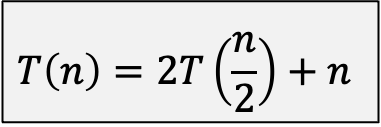 T(n) = 2T(n/2) + n